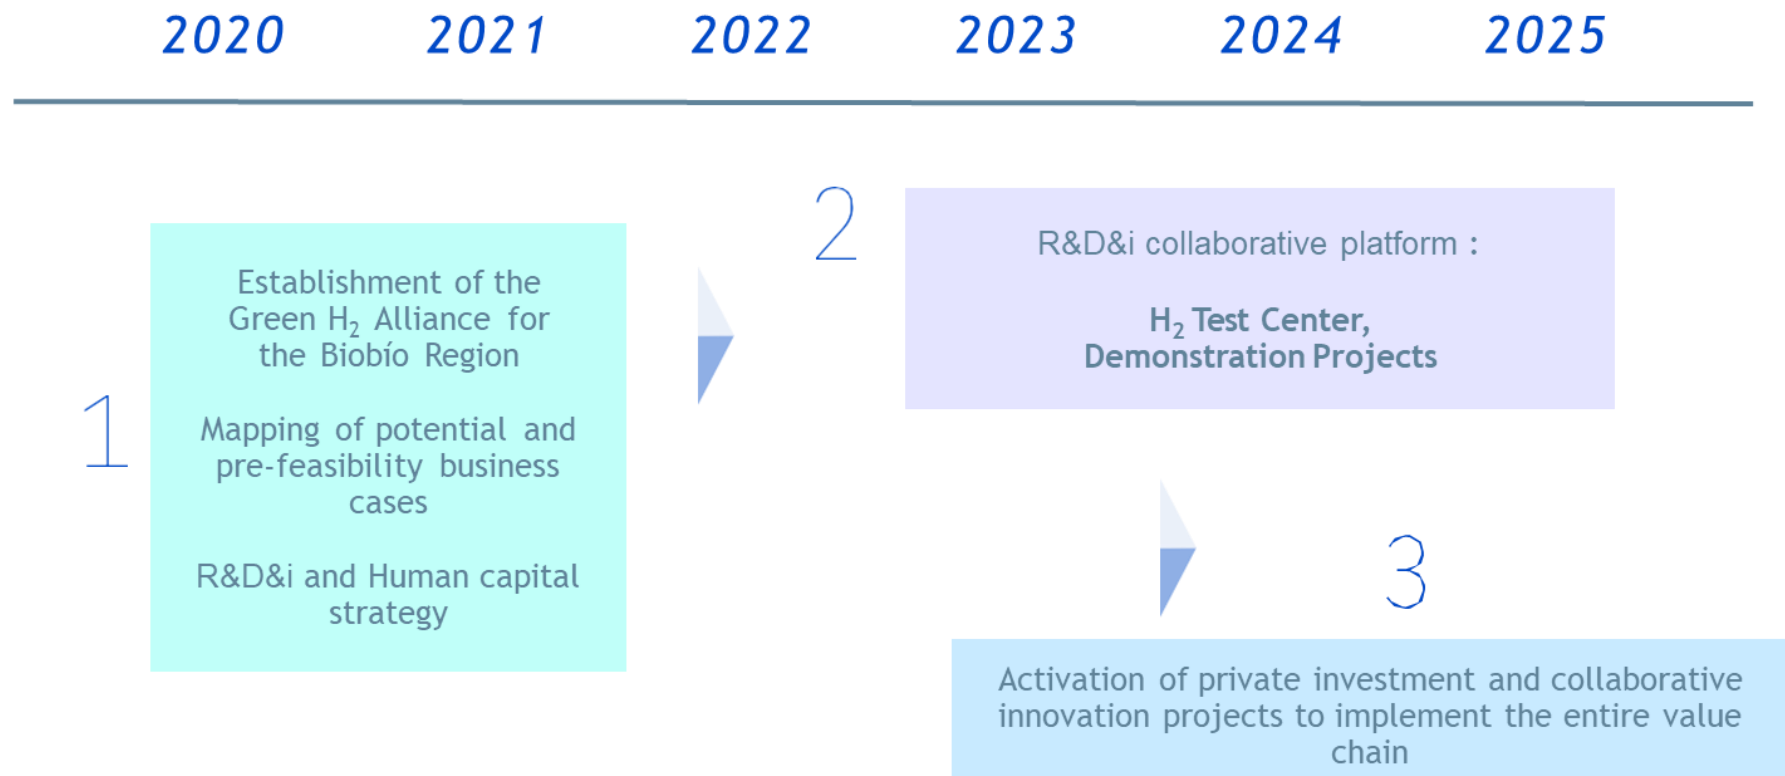 2020 2021 2022 2023 2024 2025
1
Establishment of the
Green H₂ Alliance for
the Biobío Region
Mapping of potential and
pre-feasibility business
cases
R&D&i and Human capital
strategy
2
R&D&i collaborative platform :
H₂ Test Center,
Demonstration Projects
3
Activation of private investment and collaborative
innovation projects to implement the entire value
chain